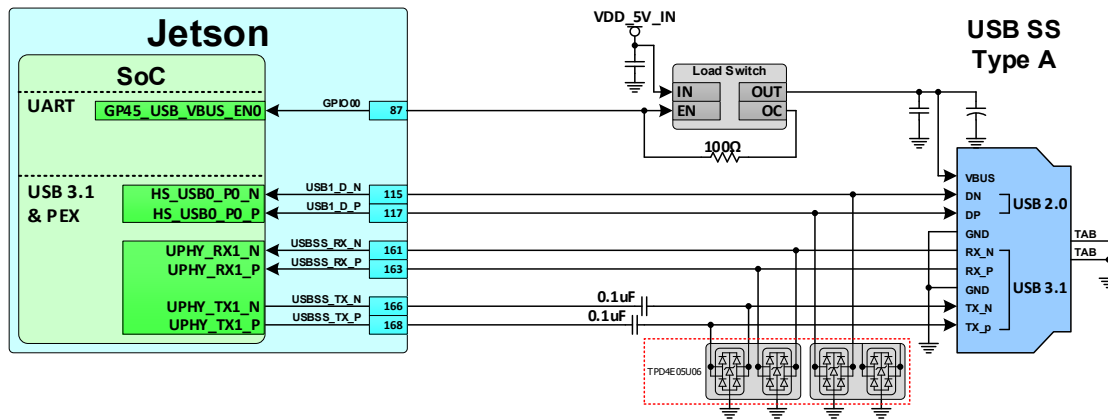 Jetson
SoC
UART
GP45_USB_VBUS_EN0
GPIO00
87
VDD_5V_IN
Load Switch
IN
OUT
EN
OC
100Ω
USB SS
Type A
USB 3.1
& PEX
HS_USB0_P0_N
USB1_D_N
115
HS_USB0_P0_P
USB1_D_P
117
UPHY_RX1_N
USBSS_RX_N
161
UPHY_RX1_P
USBSS_RX_P
163
UPHY_TX1_N
USBSS_TX_N
166
UPHY_TX1_P
USBSS_TX_P
168
0.1uF
0.1uF
VBUS
DN
DP
USB 2.0
GND
RX_N
RX_P
GND
USB 3.1
TX_N
TX_p
TAB
TAB
TPD4E05U06